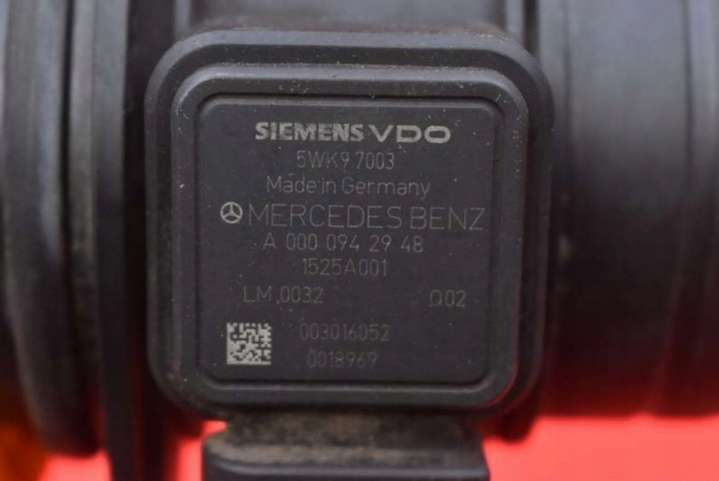 SIEMENS VDO
5WK9 7003
Made in Germany
MERCEDES BENZ
A 000 094 29 48
1525A001
LM,0032 Q02
003016052
0018969